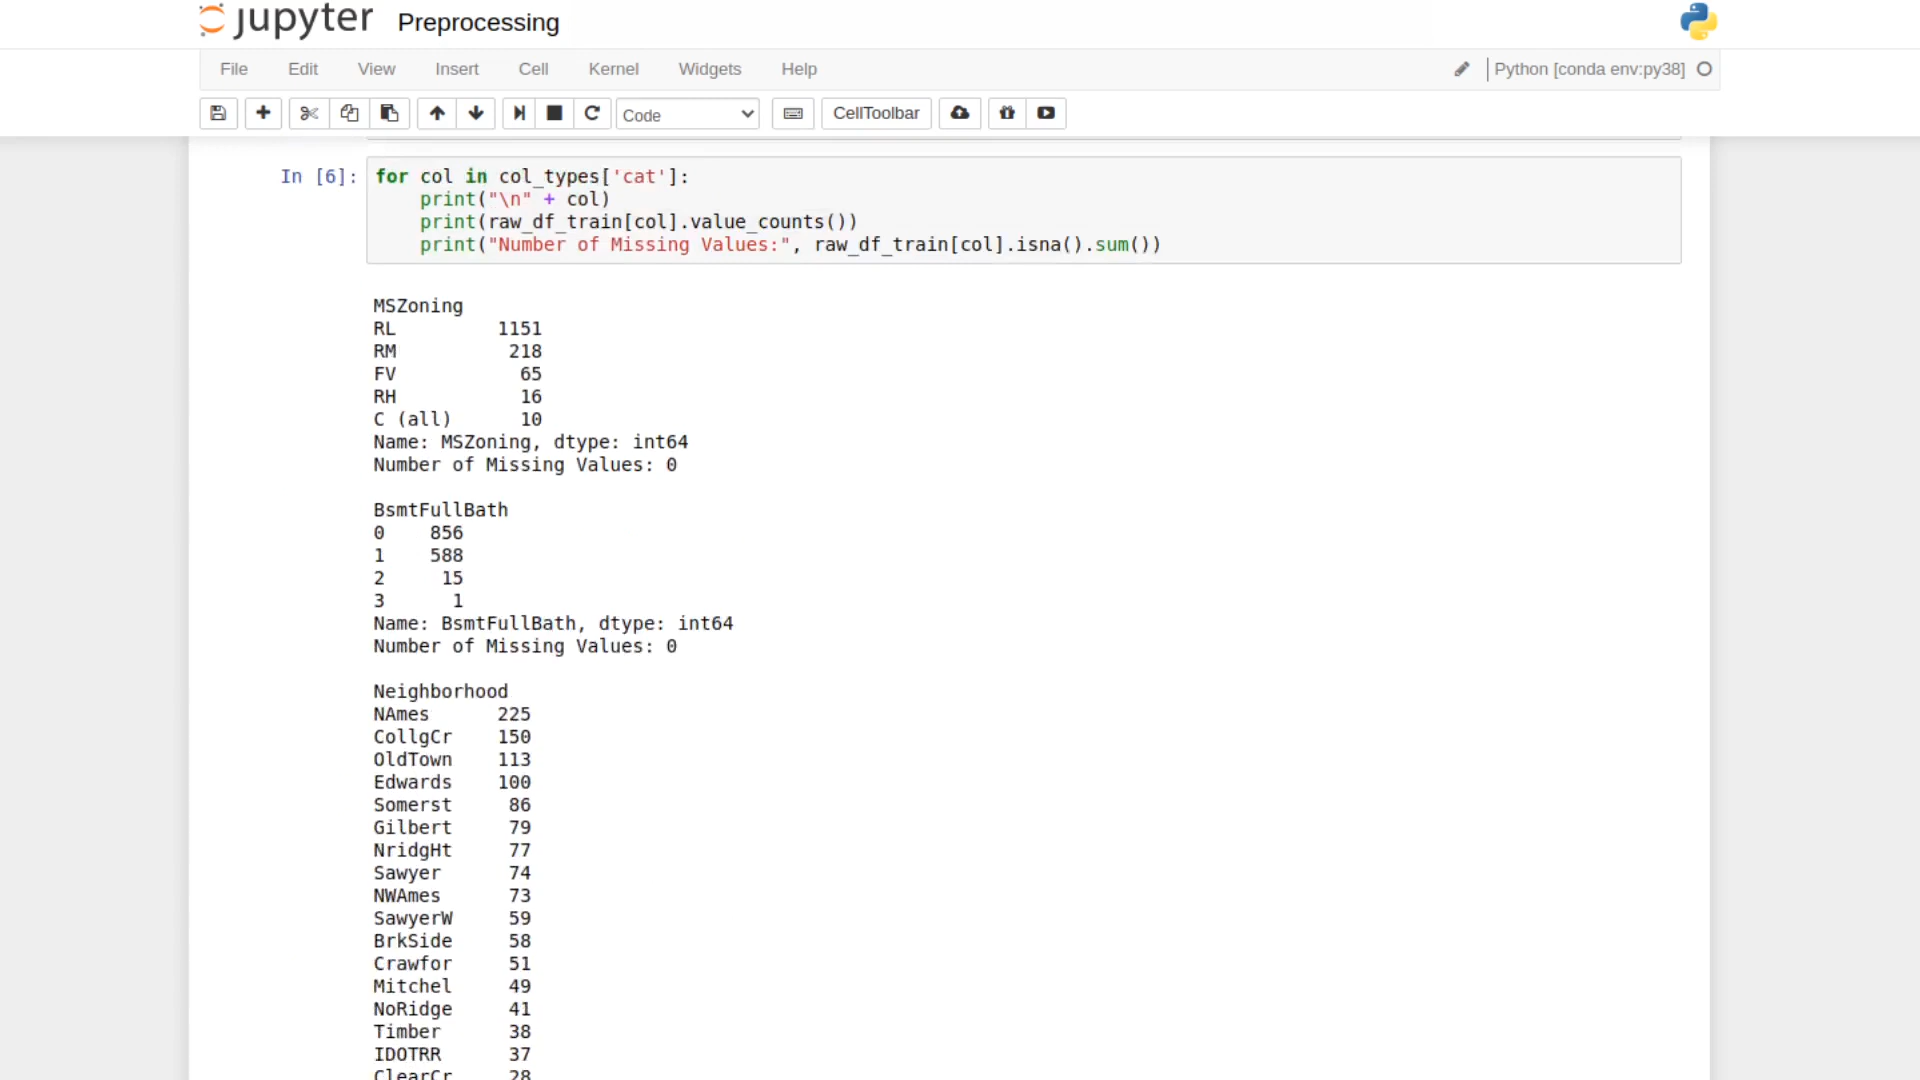 jupyter Preprocessing
File Edit View Insert Cell Kernel Widgets Help Python [conda env:py38]
Code CellToolbar
In [6]: for col in col_types['cat']:
    print("\n" + col)
    print(raw_df_train[col].value_counts())
    print("Number of Missing Values:", raw_df_train[col].isna().sum())
MSZoning
RL 1151
RM 218
FV 65
RH 16
C (all) 10
Name: MSZoning, dtype: int64
Number of Missing Values: 0
BsmtFullBath
0 856
1 588
2 15
3 1
Name: BsmtFullBath, dtype: int64
Number of Missing Values: 0
Neighborhood
NAmes 225
CollgCr 150
OldTown 113
Edwards 100
Somerst 86
Gilbert 79
NridgHt 77
Sawyer 74
NWAmes 73
SawyerW 59
BrkSide 58
Crawfor 51
Mitchel 49
NoRidge 41
Timber 38
IDOTRR 37
ClearCr 28